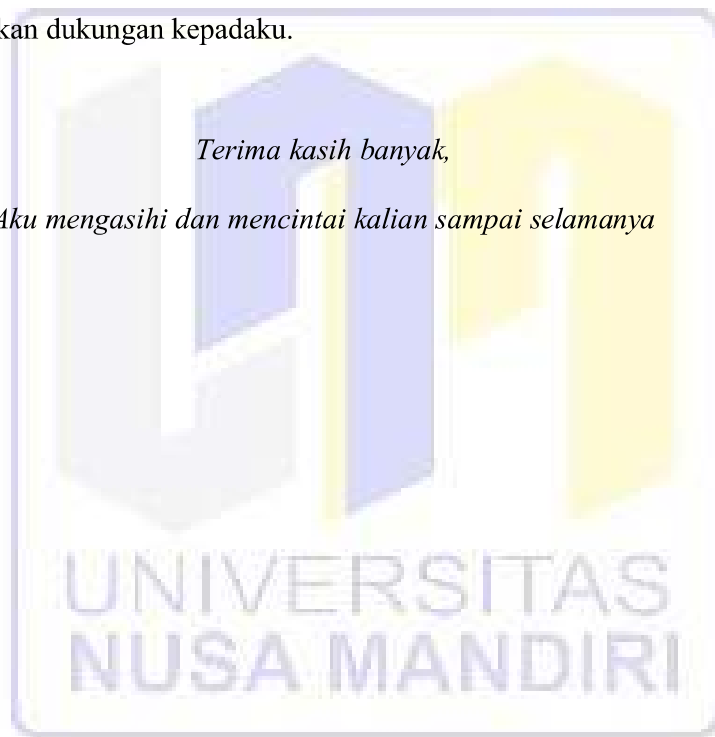 kan dukungan kepadaku.
Terima kasih banyak,
Aku mengasihi dan mencintai kalian sampai selamanya
UNIVERSITAS
NUSA MANDIRI